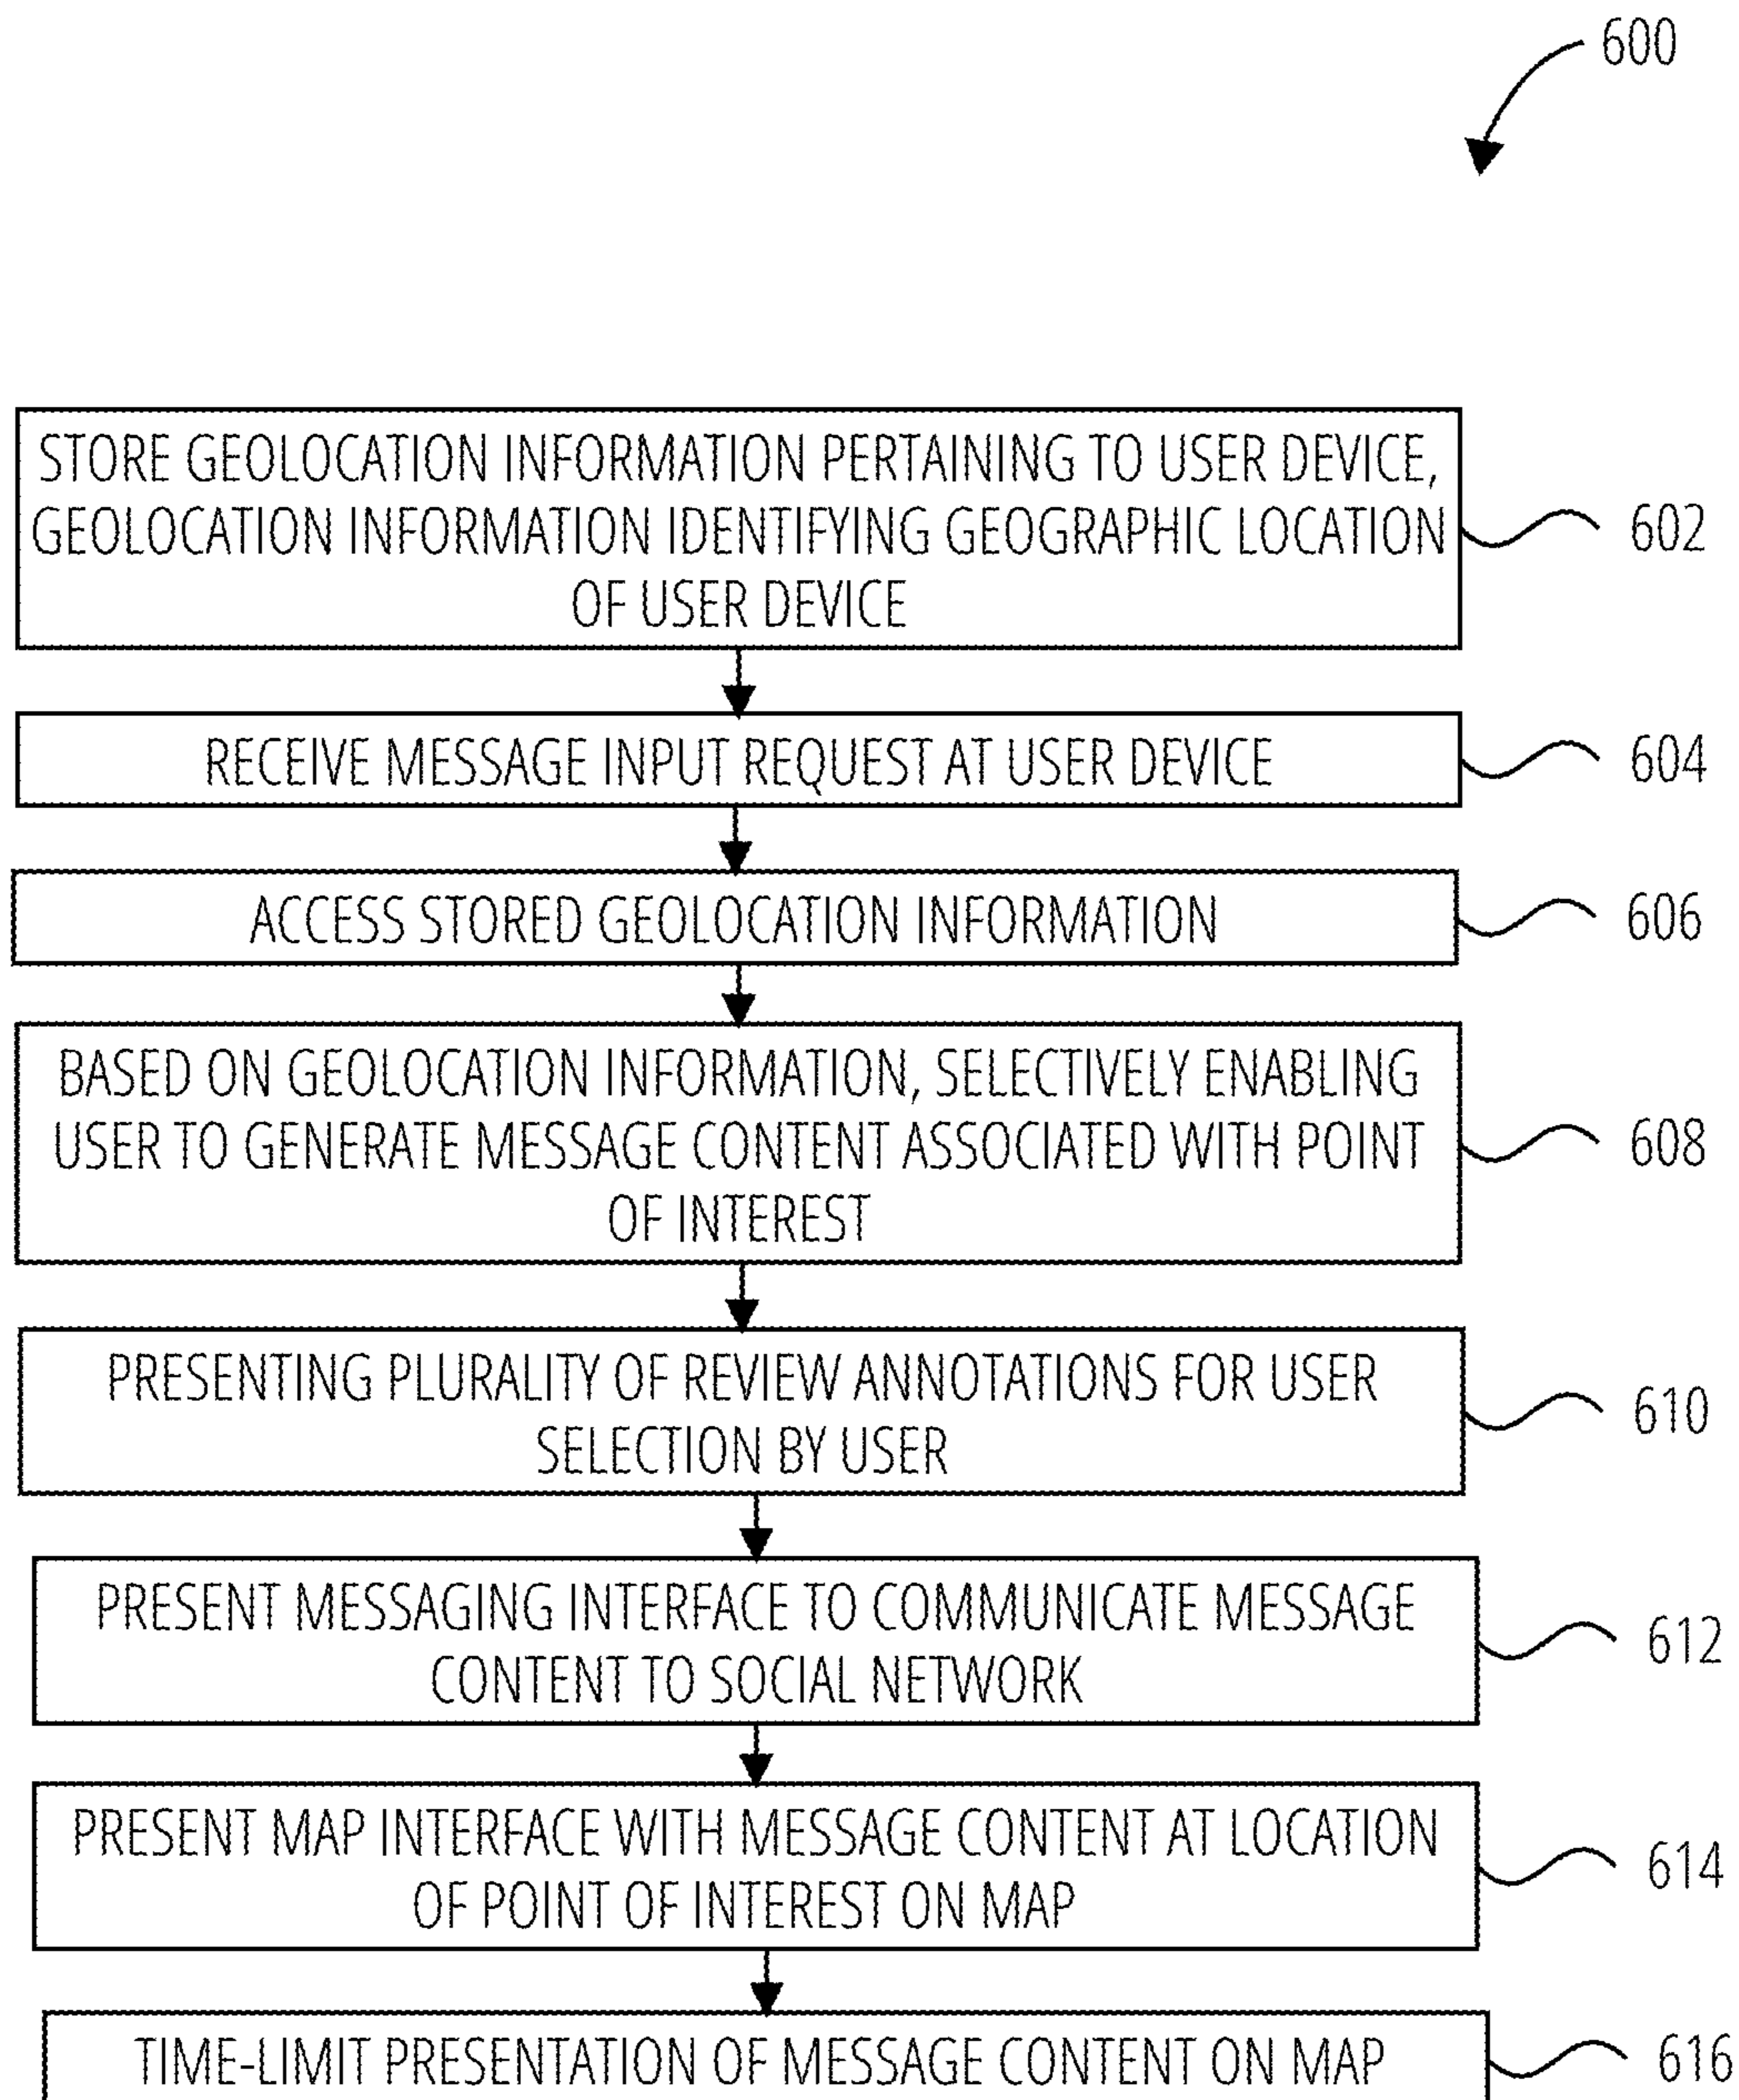 600
STORE GEOLOCATION INFORMATION PERTAINING TO USER DEVICE,
GEOLOCATION INFORMATION IDENTIFYING GEOGRAPHIC LOCATION
OF USER DEVICE
602
RECEIVE MESSAGE INPUT REQUEST AT USER DEVICE
604
ACCESS STORED GEOLOCATION INFORMATION
606
BASED ON GEOLOCATION INFORMATION, SELECTIVELY ENABLING
USER TO GENERATE MESSAGE CONTENT ASSOCIATED WITH POINT
OF INTEREST
608
PRESENTING PLURALITY OF REVIEW ANNOTATIONS FOR USER
SELECTION BY USER
610
PRESENT MESSAGING INTERFACE TO COMMUNICATE MESSAGE
CONTENT TO SOCIAL NETWORK
612
PRESENT MAP INTERFACE WITH MESSAGE CONTENT AT LOCATION
OF POINT OF INTEREST ON MAP
614
TIME-LIMIT PRESENTATION OF MESSAGE CONTENT ON MAP
616